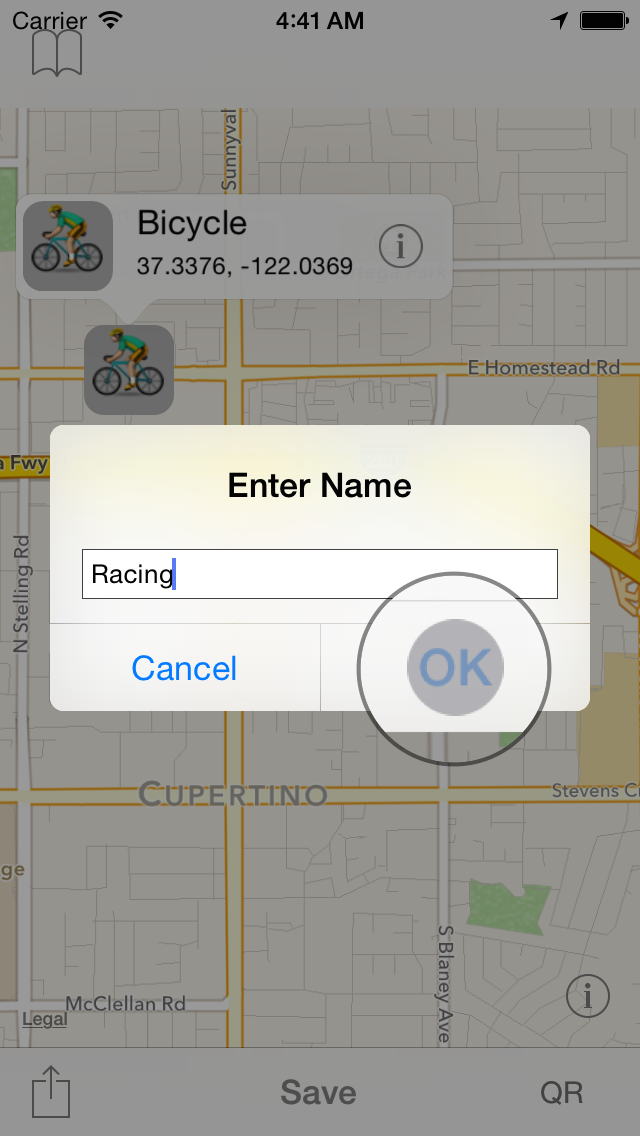 Carrier 4:41 AM
Sunnyval
Bicycle
37.3376, -122.0369
E Homestead Rd
a Fwy
N Stelling Rd
Enter Name
Racing
Cancel OK
CUPERTINO
Stevens Cr
ge
S Blaney Ave
McClellan Rd
Legal
Save QR